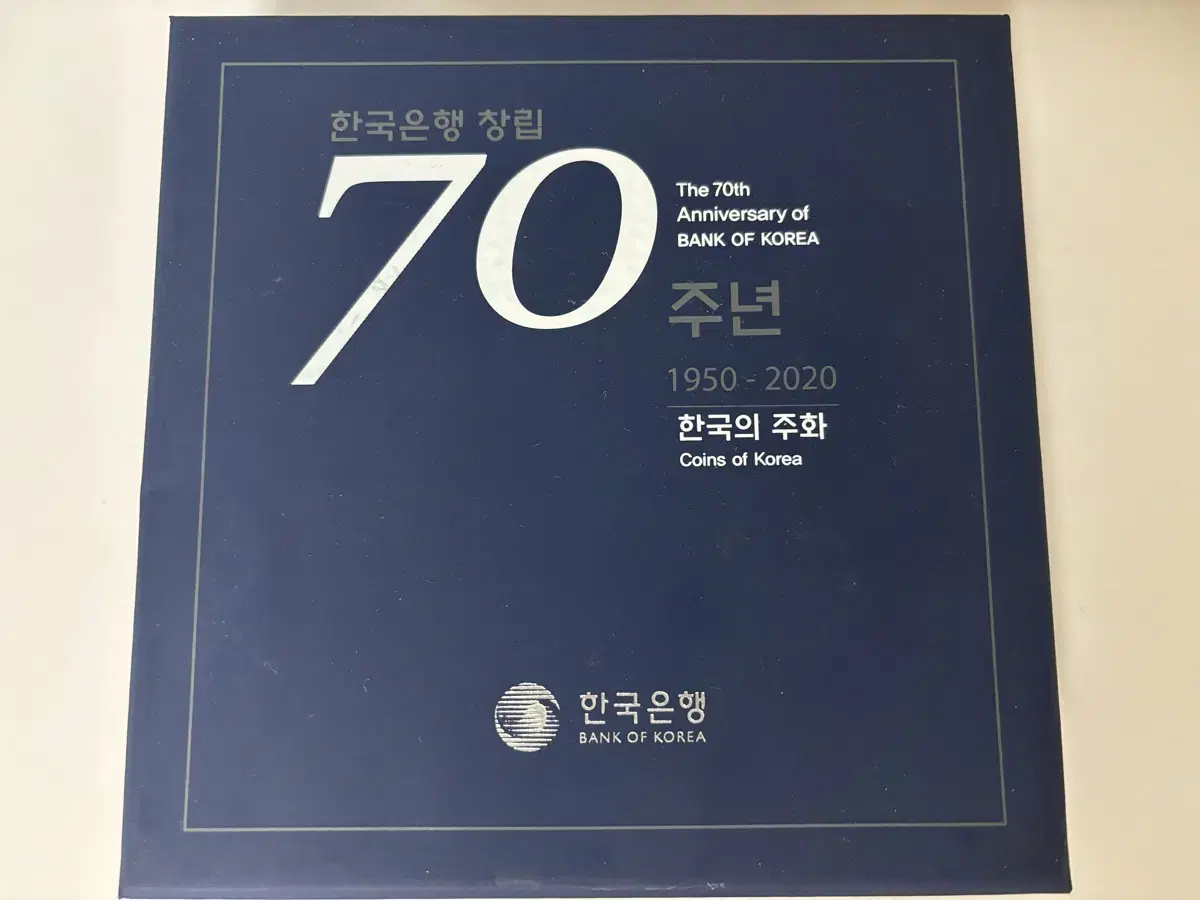 한국은행 창립
70
The 70th
Anniversary of
BANK OF KOREA
주년
1950 - 2020
한국의 주화
Coins of Korea
한국은행
BANK OF KOREA